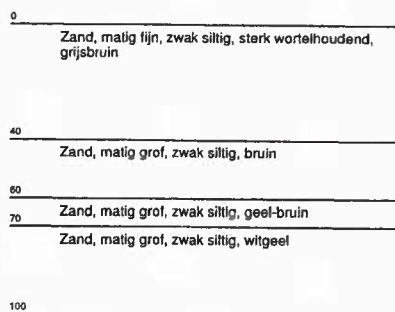 0
Zand, matig fijn, zwak siltig, sterk wortelhoudend,
grijsbruin
40
Zand, matig grof, zwak siltig, bruin
60
Zand, matig grof, zwak siltig, geel-bruin
70
Zand, matig grof, zwak siltig, witgeel
100